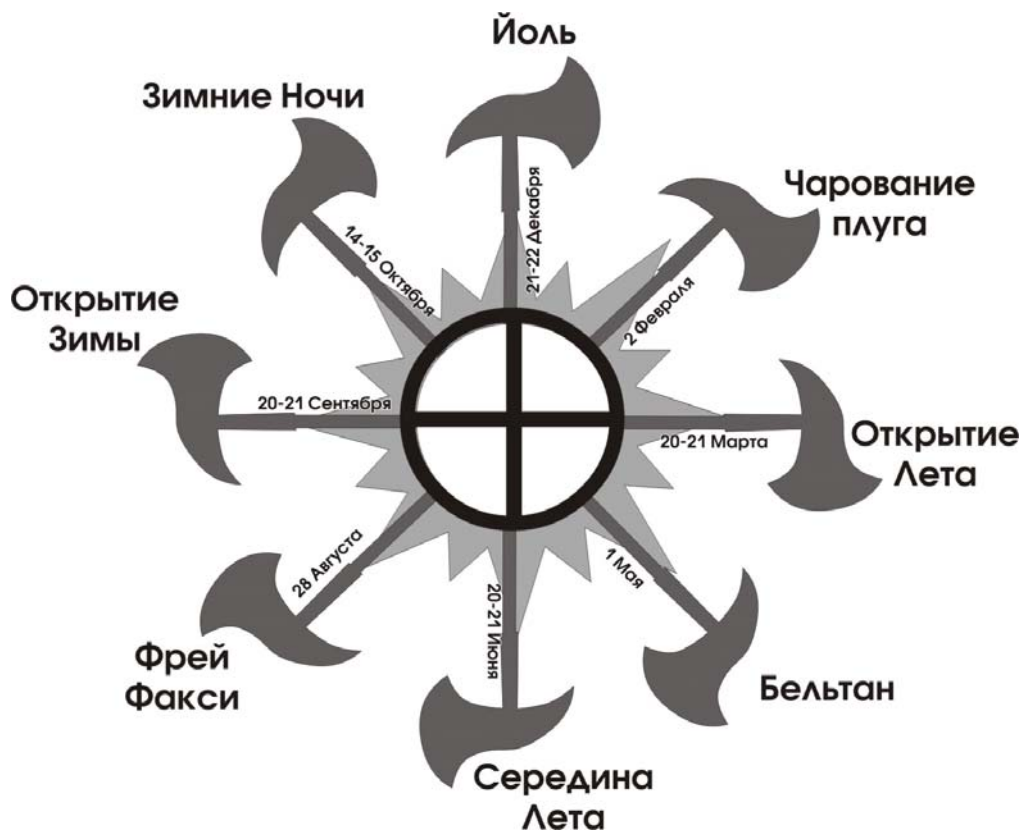 Йоль
21-22 Декабря
Чарование
плуга
2 Февраля
Открытие
Лета
20-21 Марта
Бельтан
1 Мая
Середина
Лета
20-21 Июня
Фрей
Факси
28 Августа
Открытие
Зимы
20-21 Сентября
Зимние Ночи
14-15 Октября